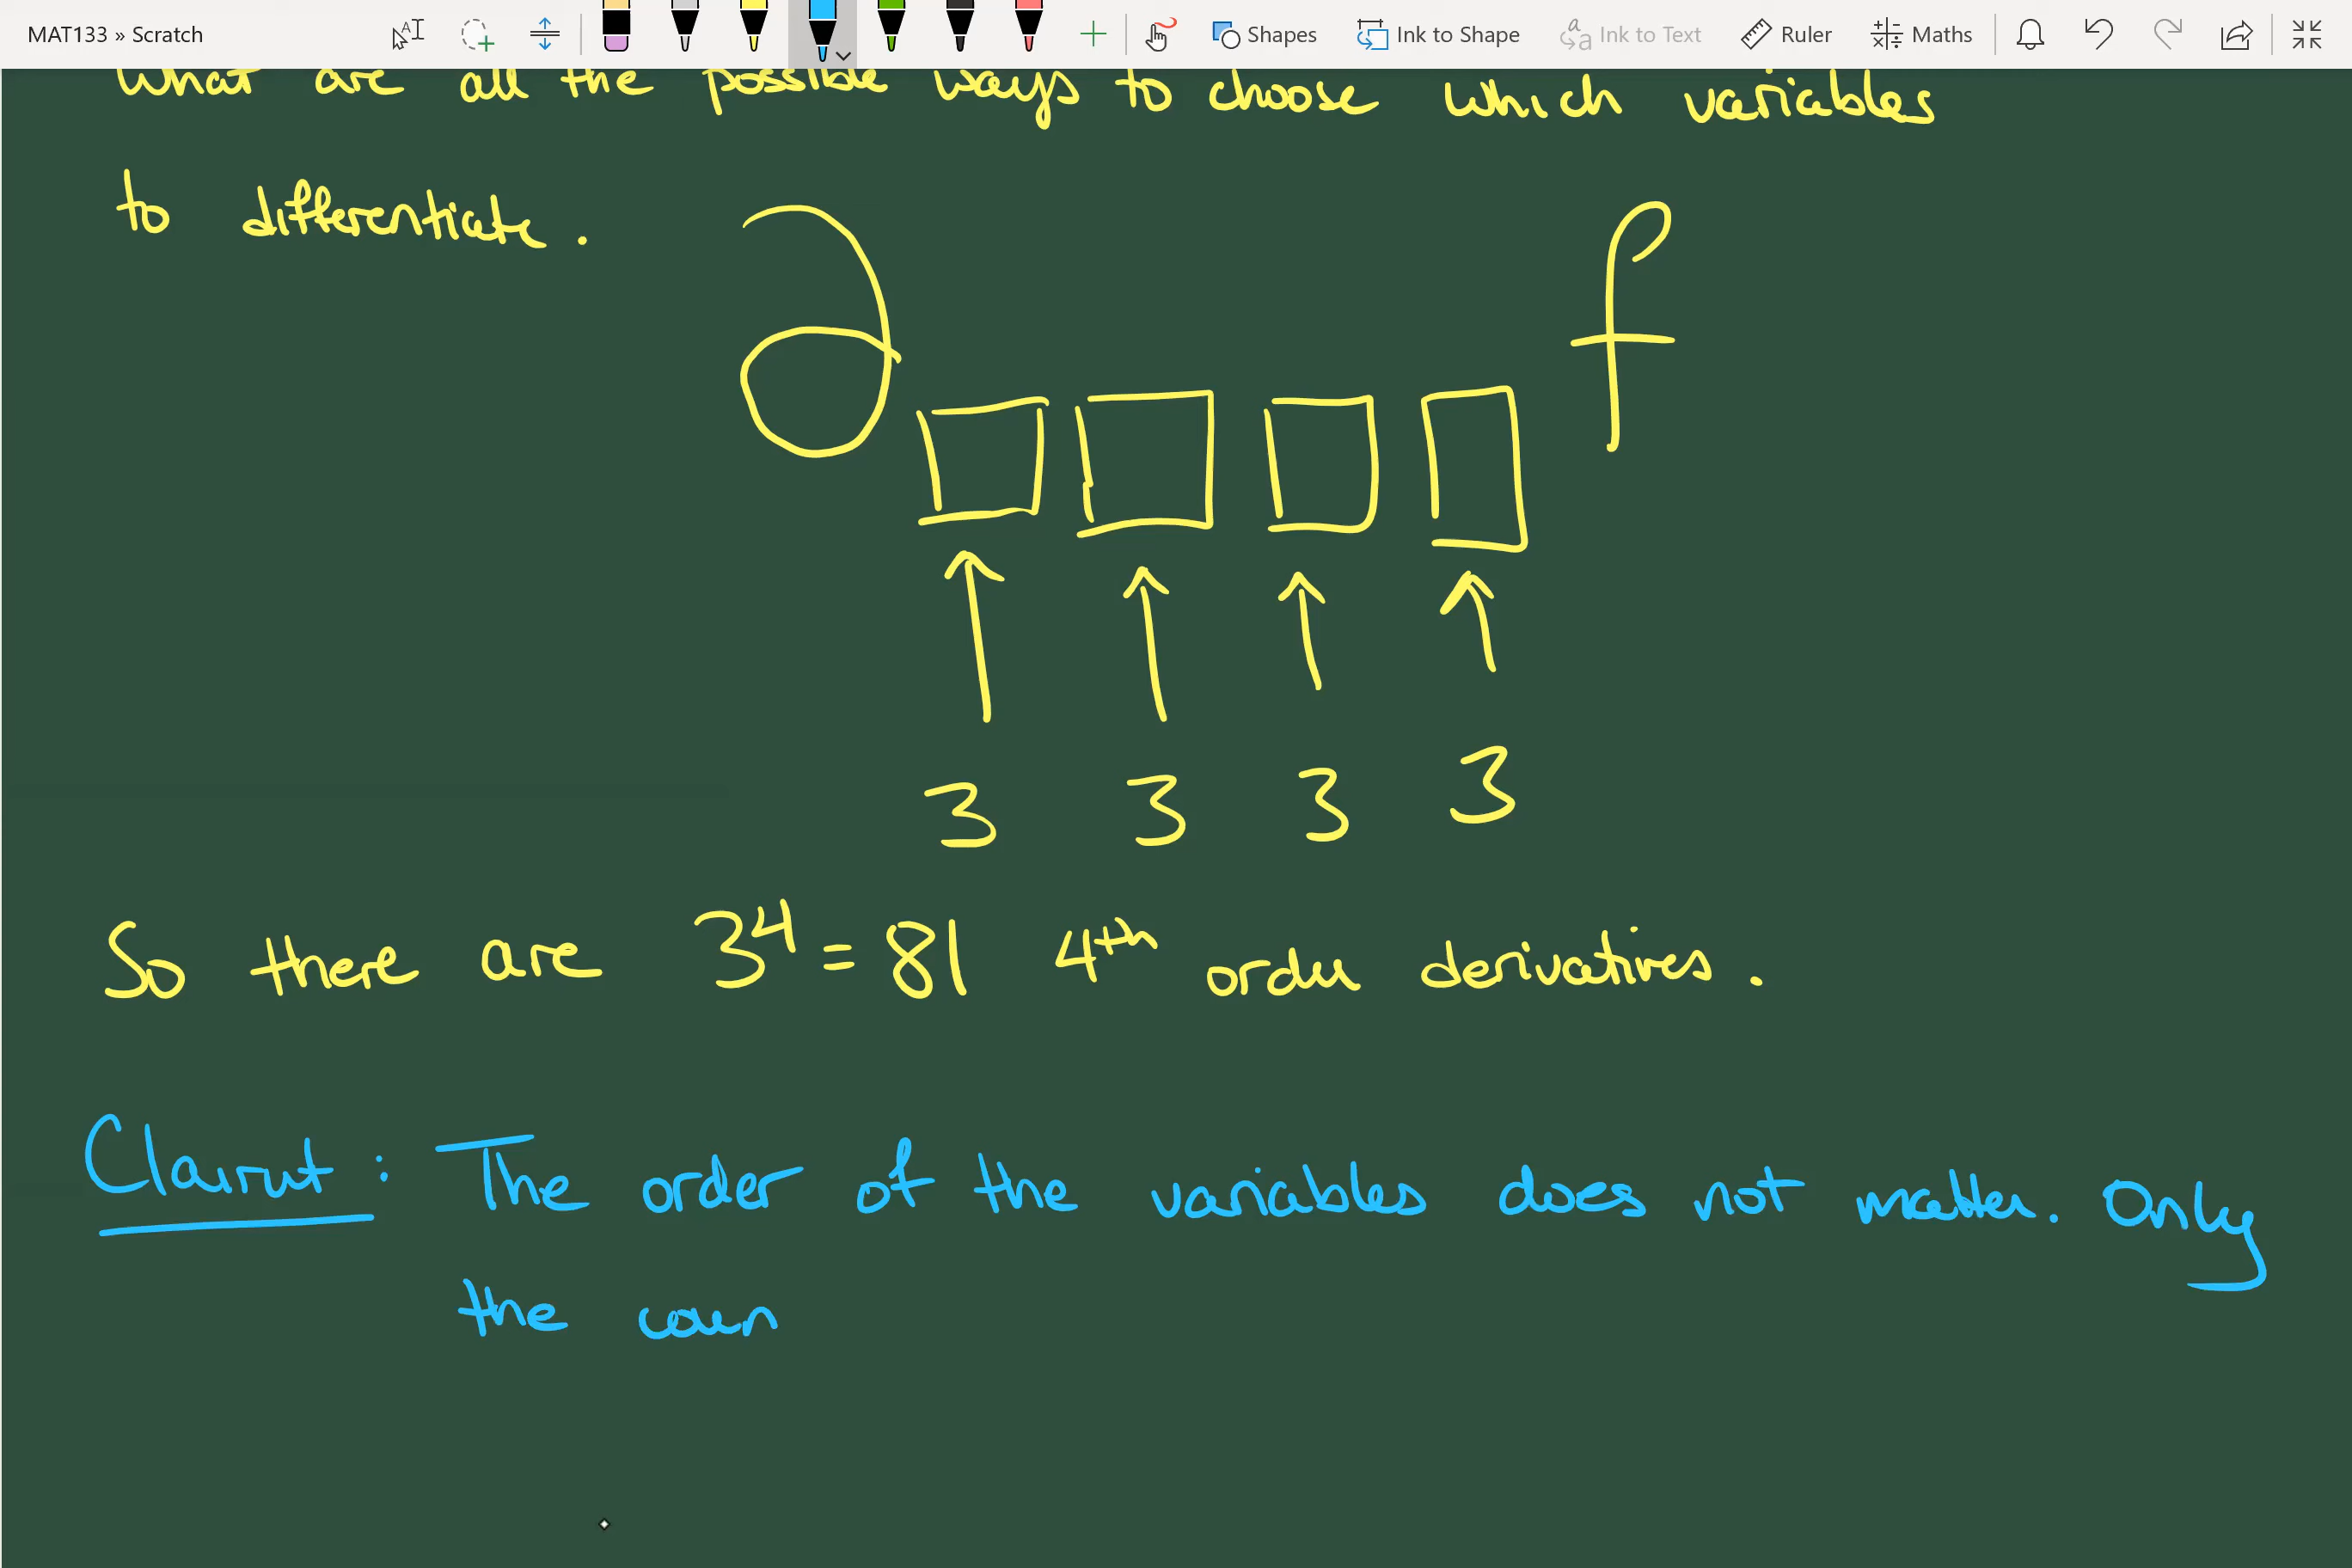 MAT133 » Scratch Shapes Ink to Shape Ink to Text Ruler Maths
What are all the possible ways to choose which variables
to differentiate.
∂ □ □ □ □ f
3 3 3 3
So there are 3⁴ = 81 4th order derivatives.
Clairut: The order of the variables does not matter. Only
the coun